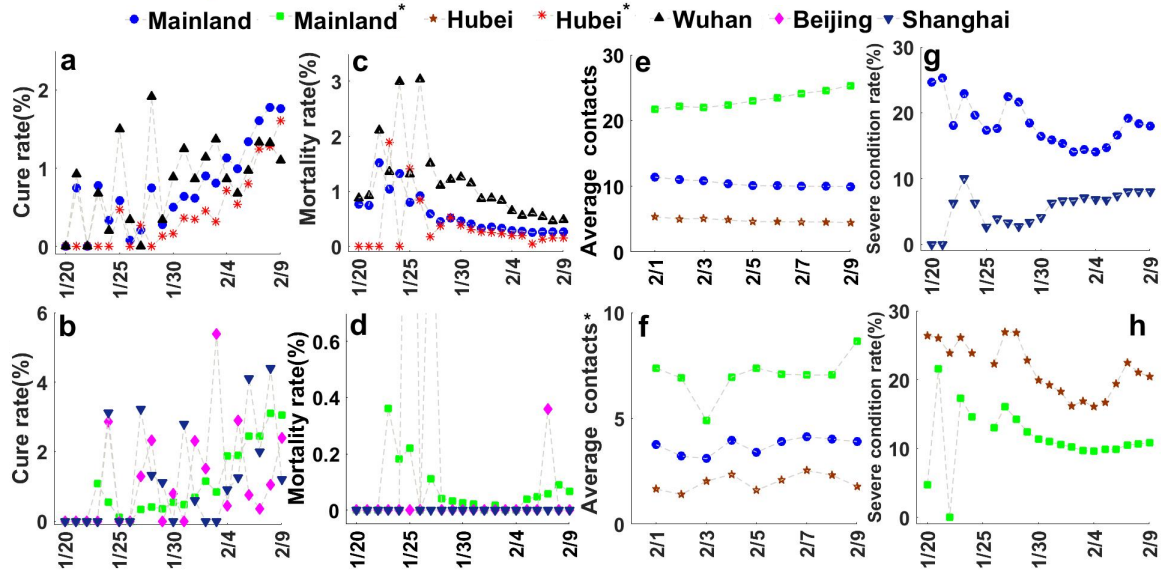 Mainland Mainland* Hubei Hubei* Wuhan Beijing Shanghai
a
Cure rate(%)
2
1
0
1/20 1/25 1/30 2/4 2/9
c
Mortality rate(%)
3
2
1
0
1/20 1/25 1/30 2/4 2/9
e
Average contacts
30
20
10
0
2/1 2/3 2/5 2/7 2/9
g
Severe condition rate(%)
30
20
10
0
1/20 1/25 1/30 2/4 2/9
b
Cure rate(%)
6
4
2
0
1/20 1/25 1/30 2/4 2/9
d
Mortality rate(%)
0.6
0.4
0.2
0
1/20 1/25 1/30 2/4 2/9
f
Average contacts*
10
5
0
2/1 2/3 2/5 2/7 2/9
h
Severe condition rate(%)
30
20
10
0
1/20 1/25 1/30 2/4 2/9